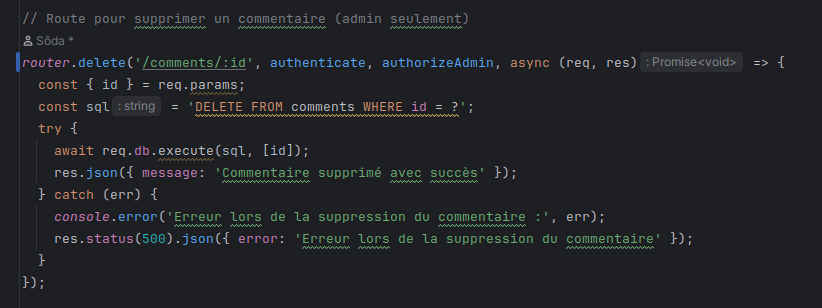 // Route pour supprimer un commentaire (admin seulement)
Sôda *
router.delete('/comments/:id', authenticate, authorizeAdmin, async (req, res) : Promise<void> => {
  const { id } = req.params;
  const sql : string = 'DELETE FROM comments WHERE id = ?';
  try {
    await req.db.execute(sql, [id]);
    res.json({ message: 'Commentaire supprimé avec succès' });
  } catch (err) {
    console.error('Erreur lors de la suppression du commentaire :', err);
    res.status(500).json({ error: 'Erreur lors de la suppression du commentaire' });
  }
});